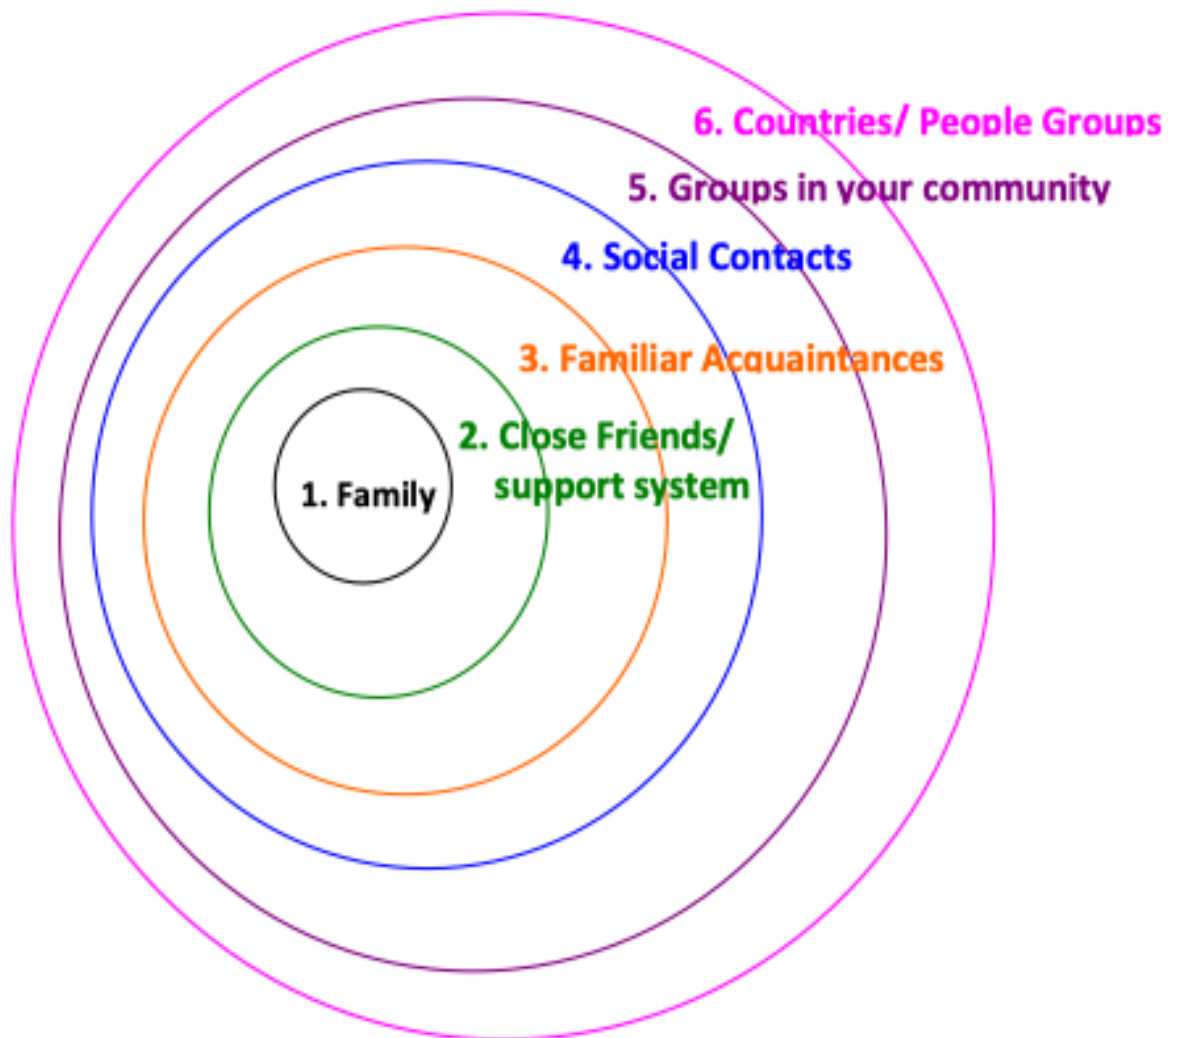 6. Countries/ People Groups
5. Groups in your community
4. Social Contacts
3. Familiar Acquaintances
2. Close Friends/
support system
1. Family